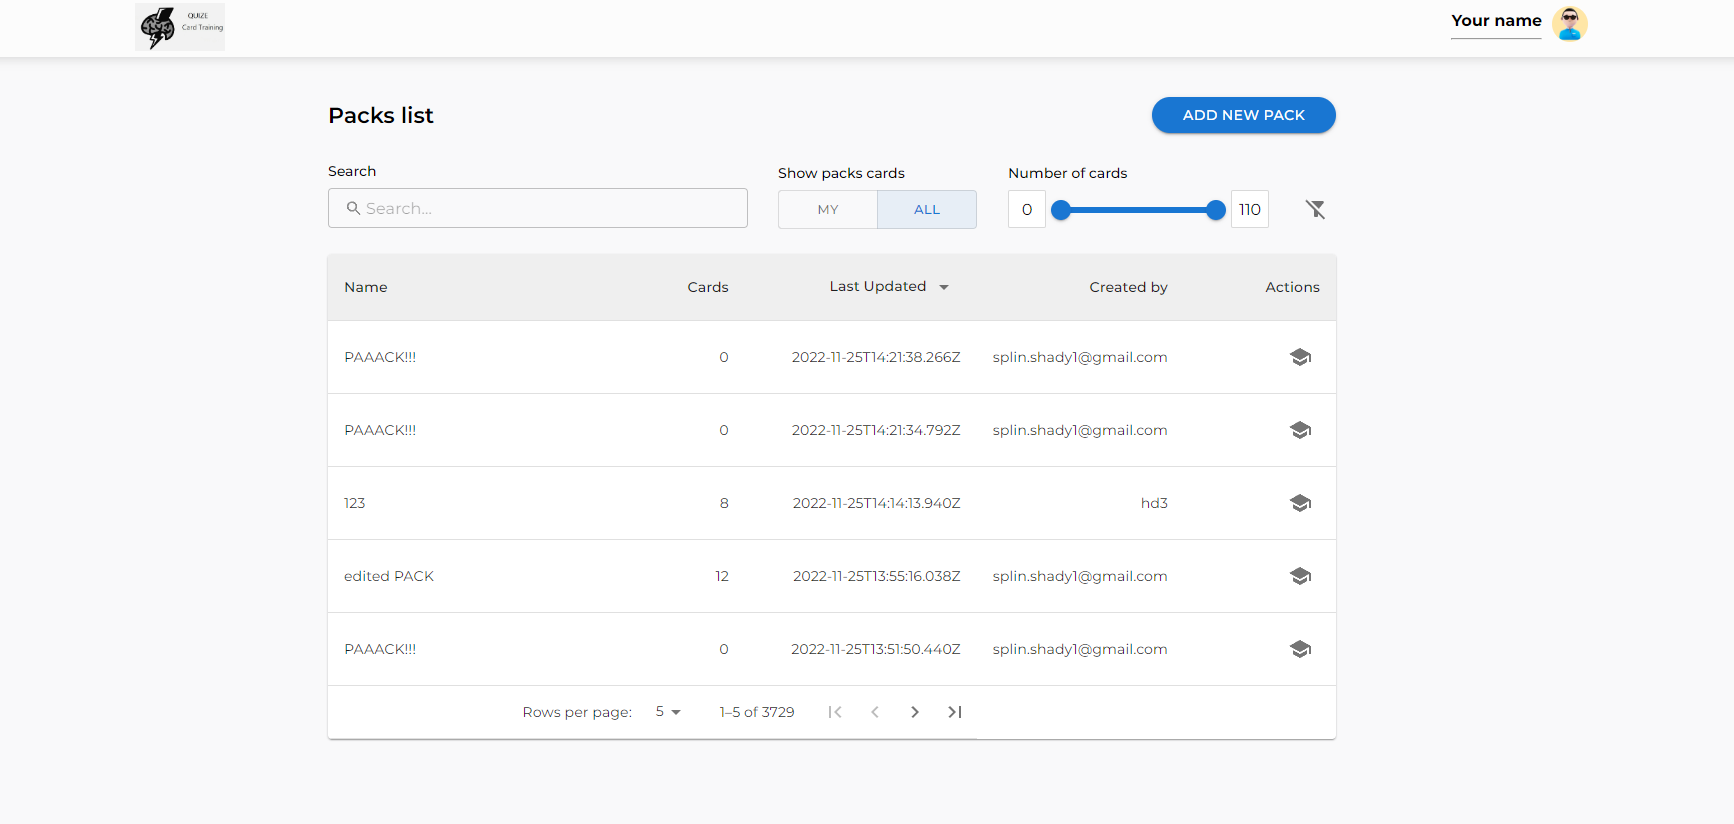 QUIZE
Card Training
Your name
Packs list
ADD NEW PACK
Search
Show packs cards
Number of cards
Search...
MY
ALL
0
110
Name Cards Last Updated Created by Actions
PAAACK!!! 0 2022-11-25T14:21:38.266Z splin.shady1@gmail.com
PAAACK!!! 0 2022-11-25T14:21:34.792Z splin.shady1@gmail.com
123 8 2022-11-25T14:14:13.940Z hd3
edited PACK 12 2022-11-25T13:55:16.038Z splin.shady1@gmail.com
PAAACK!!! 0 2022-11-25T13:51:50.440Z splin.shady1@gmail.com
Rows per page: 5 1–5 of 3729